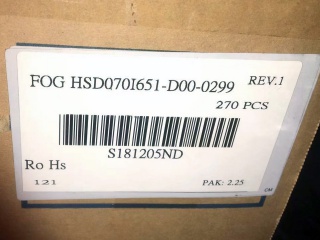 FOG HSD070I651-D00-0299 REV.1
270 PCS
S181205ND
Ro Hs
121 PAK: 2.25